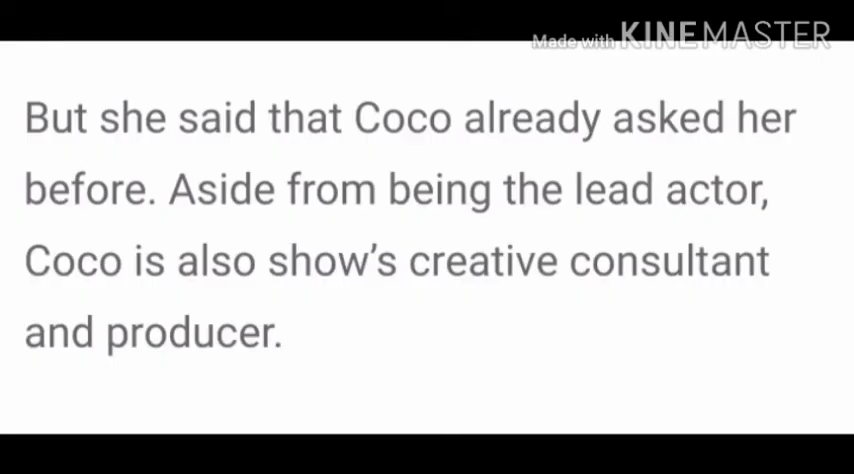 Made with KINEMASTER
But she said that Coco already asked her
before. Aside from being the lead actor,
Coco is also show’s creative consultant
and producer.